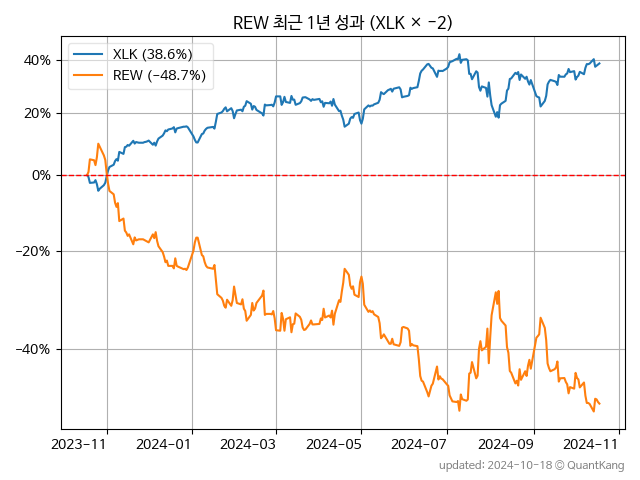 REW 최근 1년 성과 (XLK × −2)
XLK (38.6%)
REW (−48.7%)
40%
20%
0%
−20%
−40%
2023-11 2024-01 2024-03 2024-05 2024-07 2024-09 2024-11
updated: 2024-10-18 © QuantKang